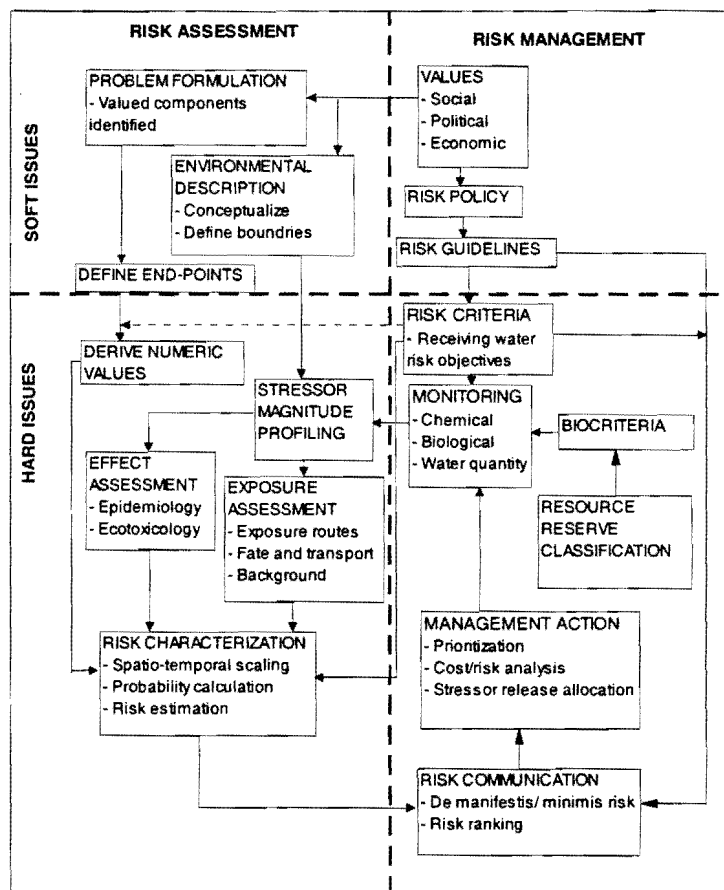 RISK ASSESSMENT
RISK MANAGEMENT
SOFT ISSUES
PROBLEM FORMULATION
- Valued components
identified
VALUES
- Social
- Political
- Economic
ENVIRONMENTAL
DESCRIPTION
- Conceptualize
- Define boundries
RISK POLICY
RISK GUIDELINES
DEFINE END-POINTS
HARD ISSUES
RISK CRITERIA
- Receiving water
risk objectives
DERIVE NUMERIC
VALUES
STRESSOR
MAGNITUDE
PROFILING
MONITORING
- Chemical
- Biological
- Water quantity
BIOCRITERIA
EFFECT
ASSESSMENT
- Epidemiology
- Ecotoxicology
EXPOSURE
ASSESSMENT
- Exposure routes
- Fate and transport
- Background
RESOURCE
RESERVE
CLASSIFICATION
RISK CHARACTERIZATION
- Spatio-temporal scaling
- Probability calculation
- Risk estimation
MANAGEMENT ACTION
- Prioritization
- Cost/risk analysis
- Stressor release allocation
RISK COMMUNICATION
- De manifestis/ minimis risk
- Risk ranking